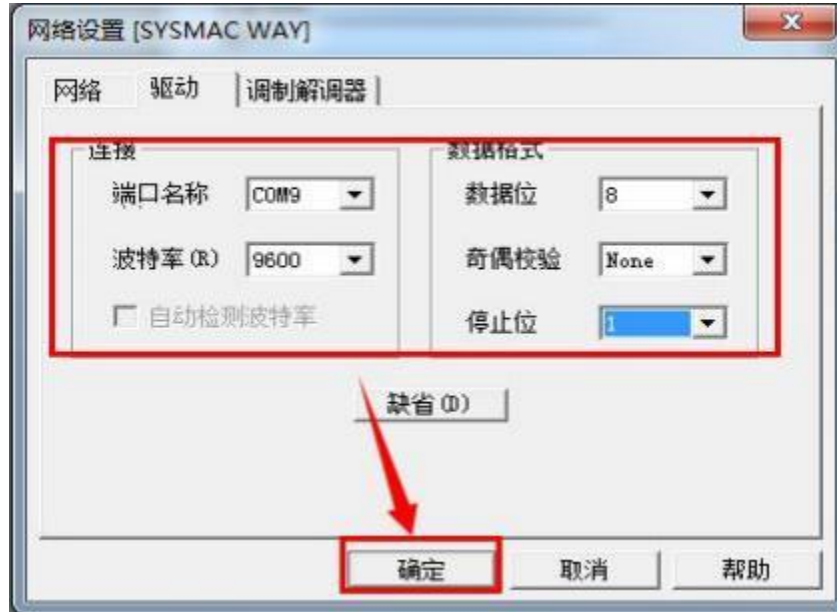 网络设置 [SYSMAC WAY]
网络 驱动 调制解调器
连接 数据格式
端口名称 COM9 数据位 8
波特率(R) 9600 奇偶校验 None
自动检测波特率 停止位 1
缺省(D)
确定 取消 帮助